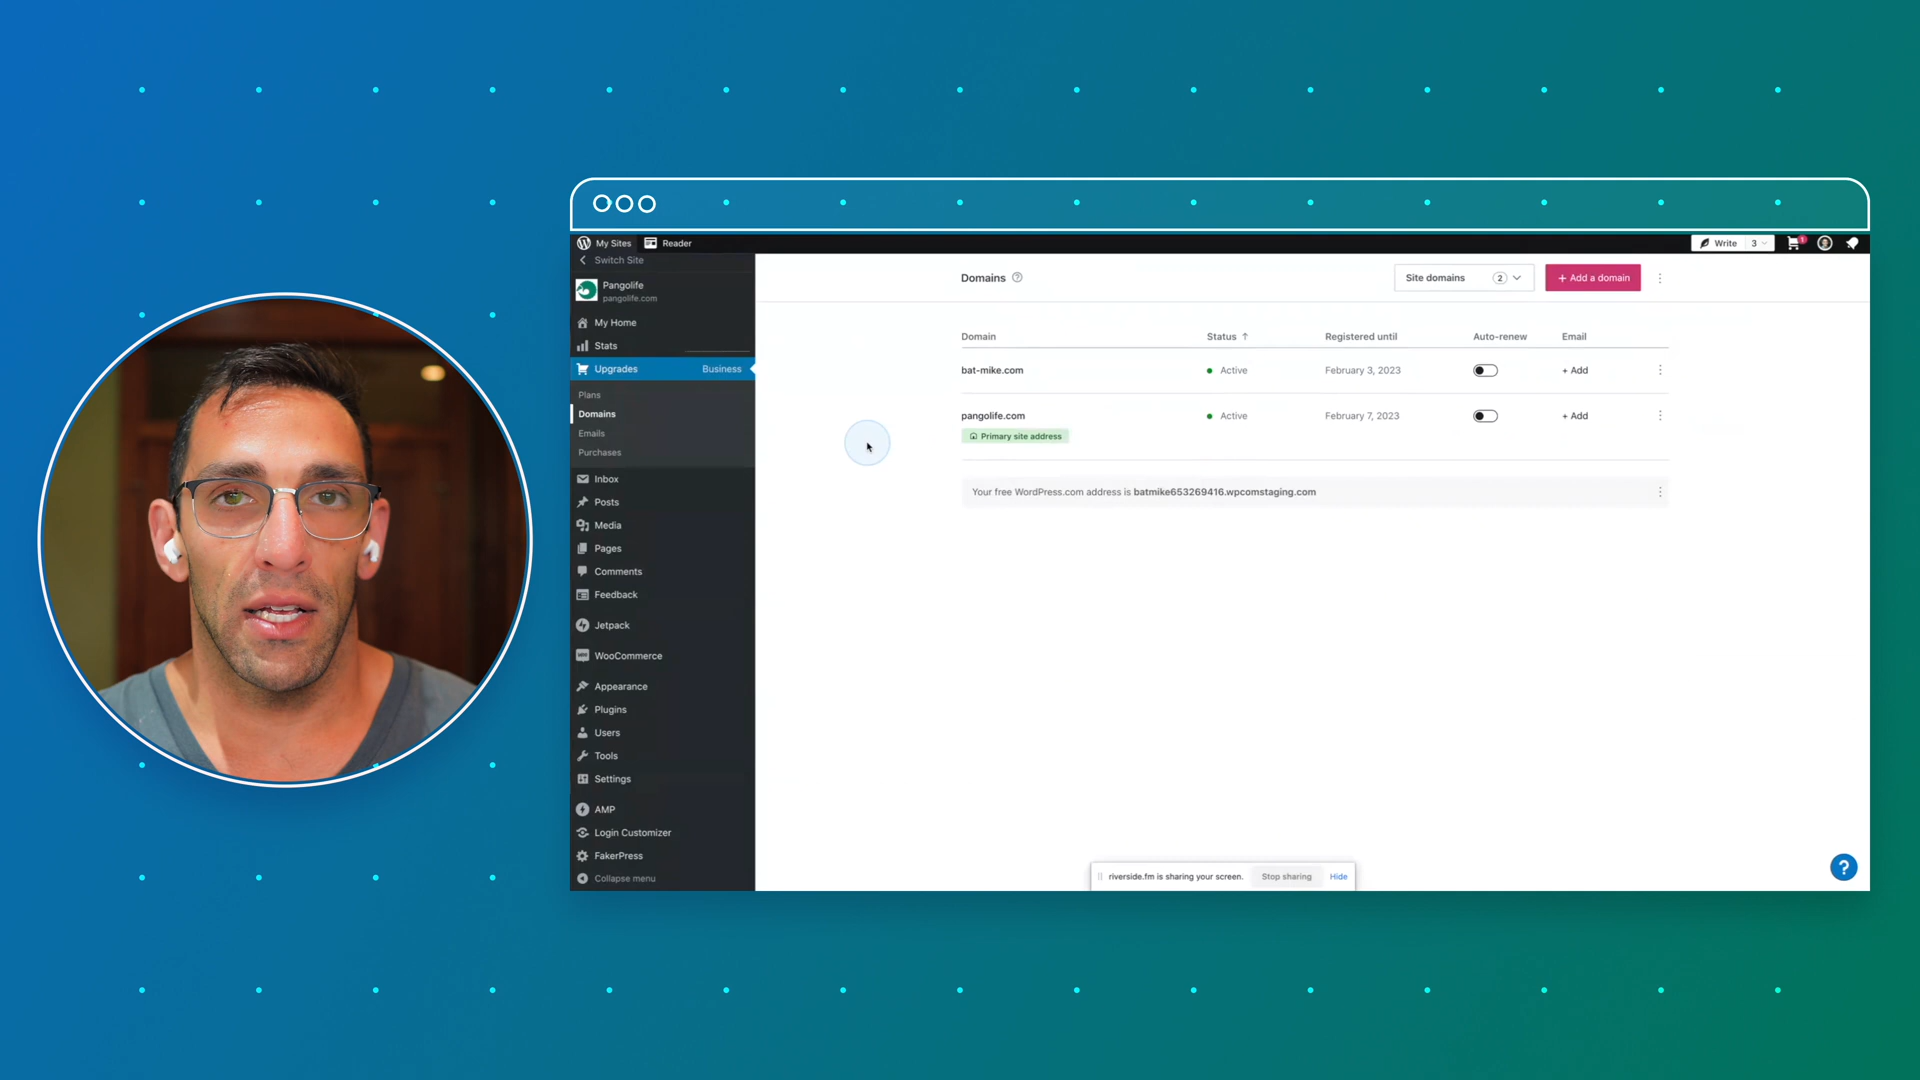 My Sites
Reader
Write 3
1
Switch Site
Pangolife
pangolife.com
My Home
Stats
Upgrades Business
Plans
Domains
Emails
Purchases
Inbox
Posts
Media
Pages
Comments
Feedback
Jetpack
WooCommerce
Appearance
Plugins
Users
Tools
Settings
AMP
Login Customizer
FakerPress
Collapse menu
Domains ?
Site domains 2
+ Add a domain
Domain Status ↑ Registered until Auto-renew Email
bat-mike.com Active February 3, 2023 + Add
pangolife.com Active February 7, 2023 + Add
Primary site address
Your free WordPress.com address is batmike653269416.wpcomstaging.com
riverside.fm is sharing your screen. Stop sharing Hide
?